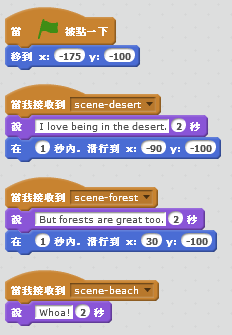 當 被點一下
移到 x: -175 y: -100
當我接收到 scene-desert
說 I love being in the desert. 2 秒
在 1 秒內，滑行到 x: -90 y: -100
當我接收到 scene-forest
說 But forests are great too. 2 秒
在 1 秒內，滑行到 x: 30 y: -100
當我接收到 scene-beach
說 Whoa! 2 秒